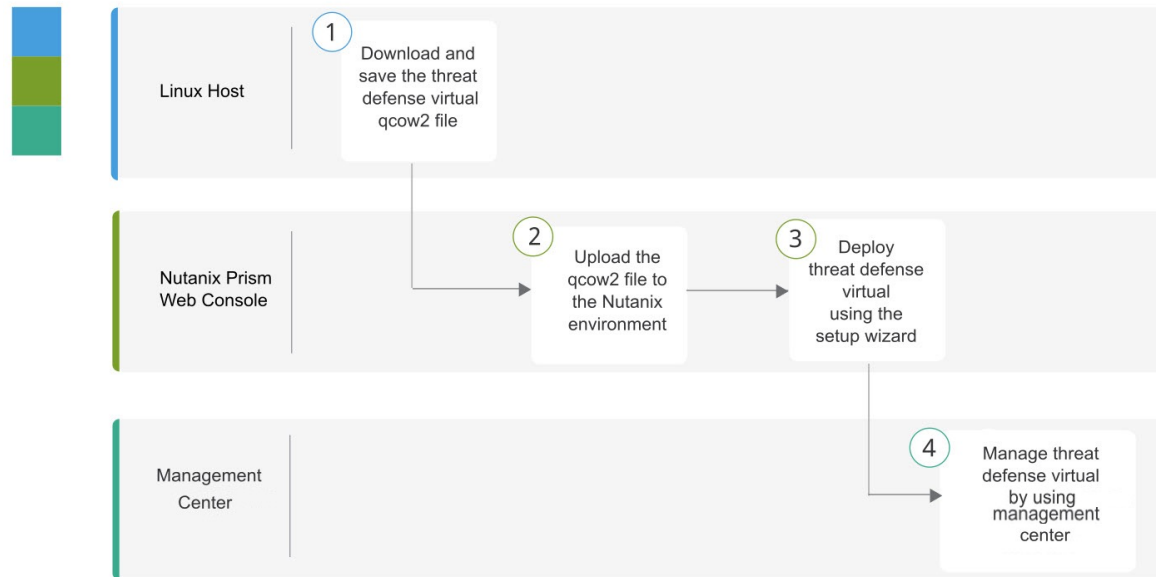 Linux Host
1
Download and
save the threat
defense virtual
qcow2 file
Nutanix Prism
Web Console
2
Upload the
qcow2 file to
the Nutanix
environment
3
Deploy
threat defense
virtual
using the
setup wizard
Management
Center
4
Manage threat
defense virtual
by using
management
center